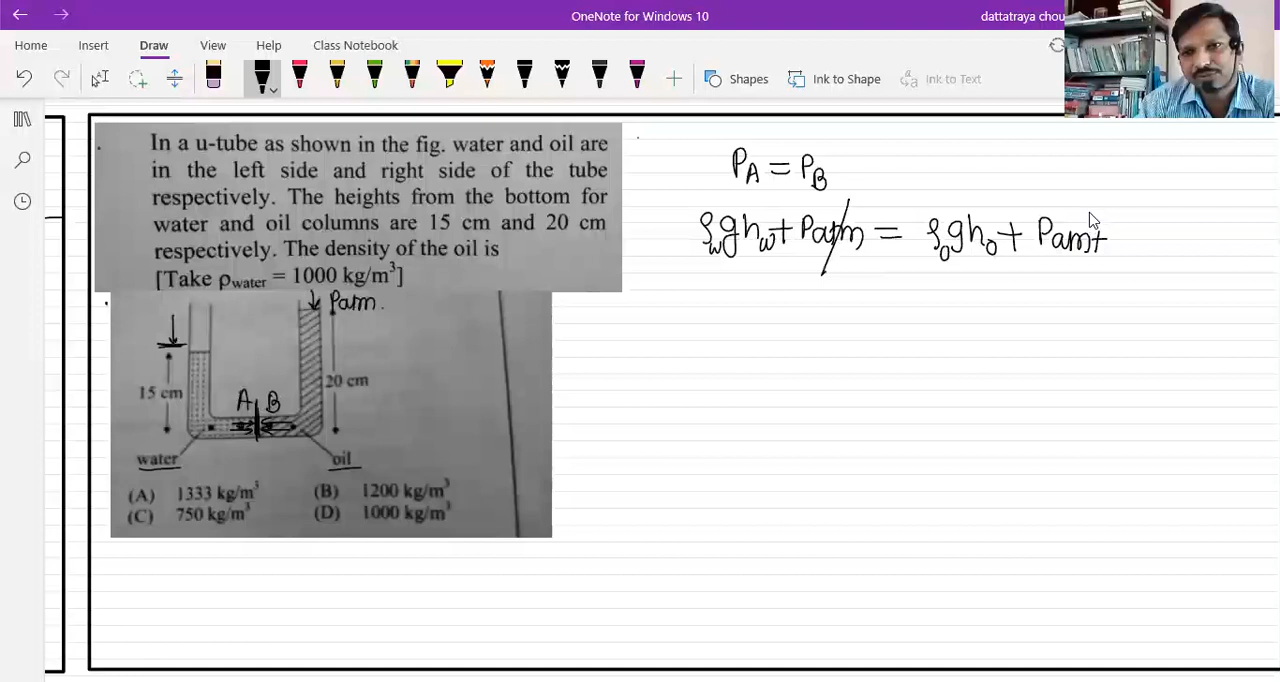 OneNote for Windows 10
dattatraya chou
Home Insert Draw View Help Class Notebook
Shapes Ink to Shape Ink to Text
In a u-tube as shown in the fig. water and oil are
in the left side and right side of the tube
respectively. The heights from the bottom for
water and oil columns are 15 cm and 20 cm
respectively. The density of the oil is
[Take ρwater = 1000 kg/m³]
Patm.
15 cm
A B
20 cm
water
oil
(A) 1333 kg/m³ (B) 1200 kg/m³
(C) 750 kg/m³ (D) 1000 kg/m³
PA = PB
ρw g hw + Patm = ρo g ho + Patm